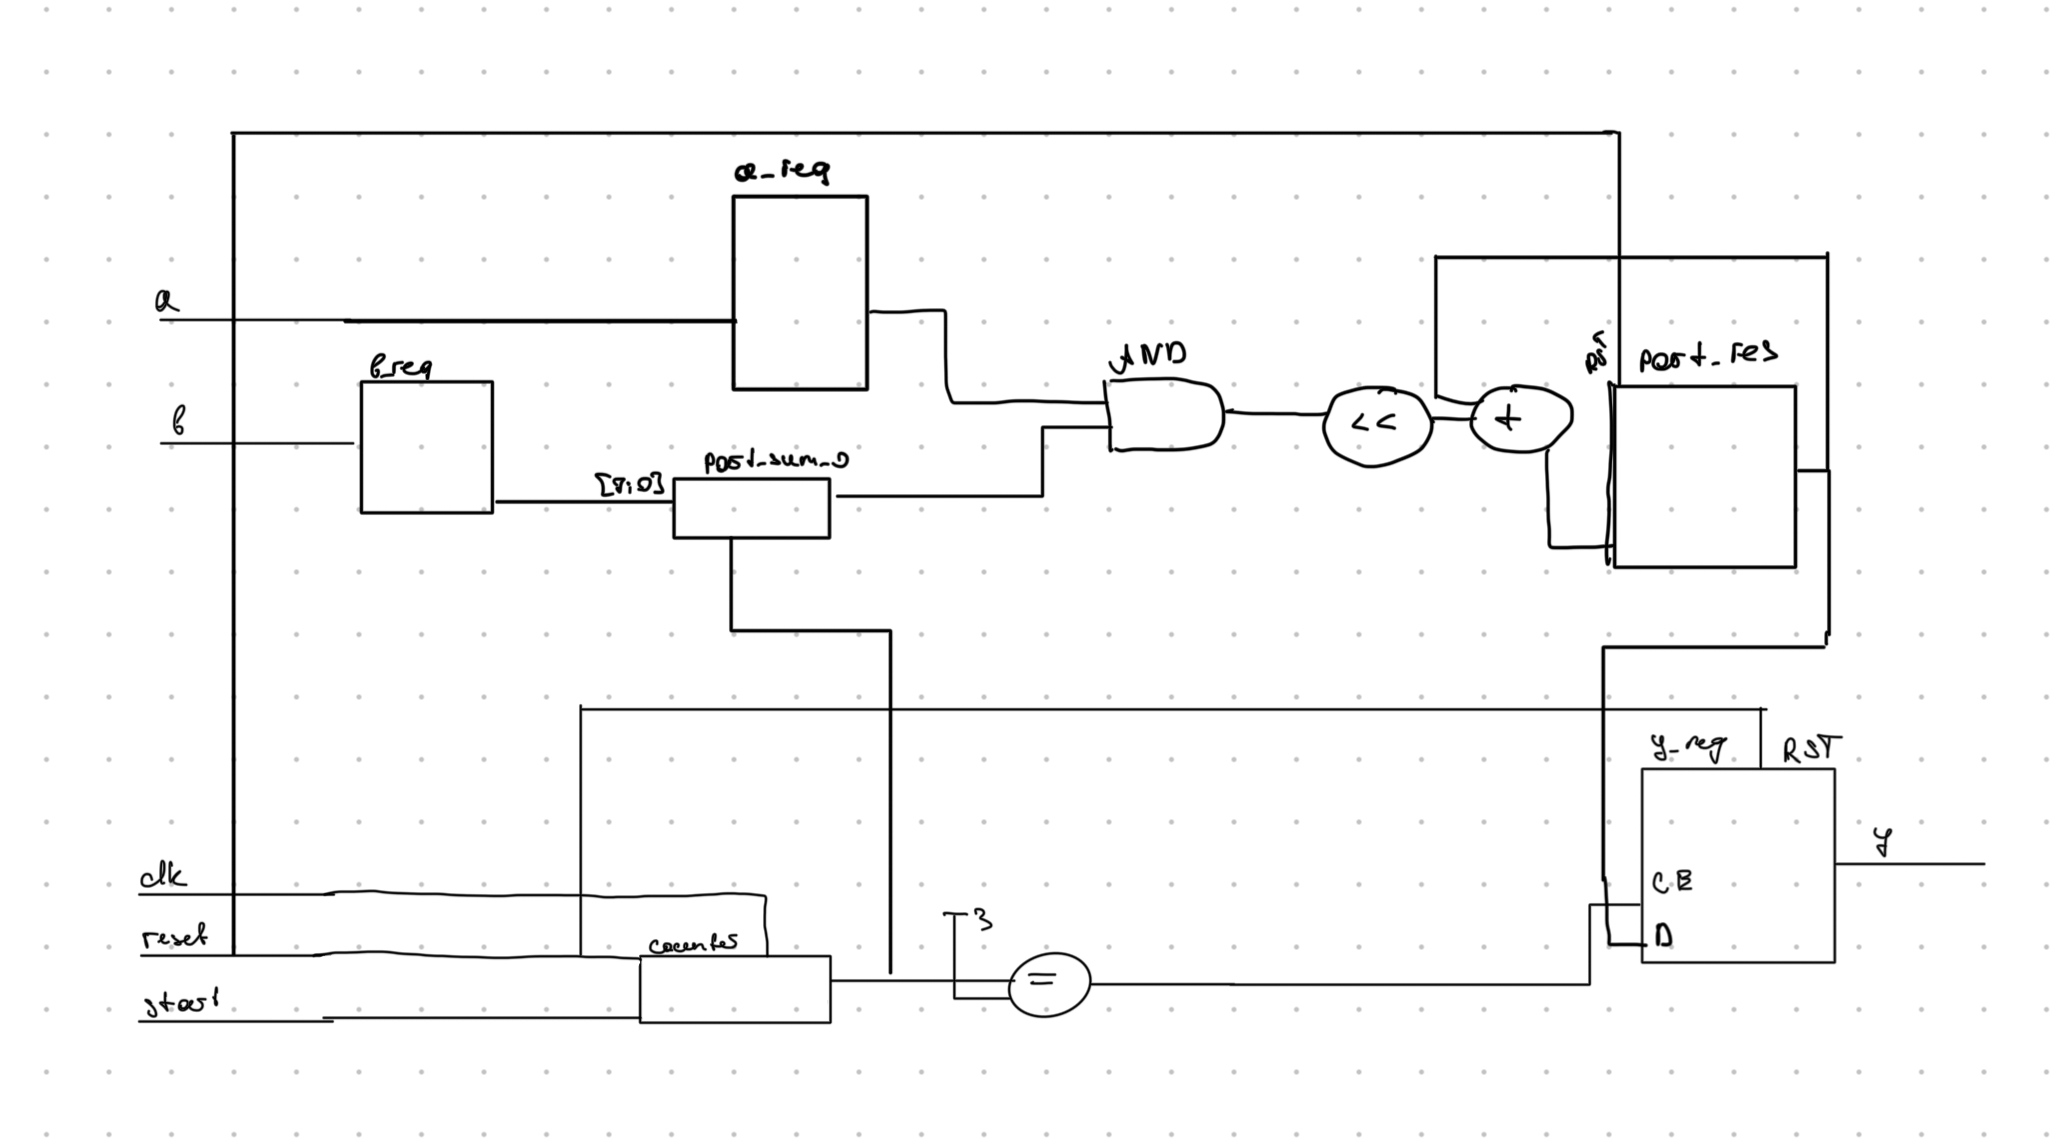 a_reg
a
b_reg
b
AND
<<
+
RST
part_res
[7:0]
part_sum_0
y_reg
RST
y
CE
D
clk
reset
counter
start
3
=